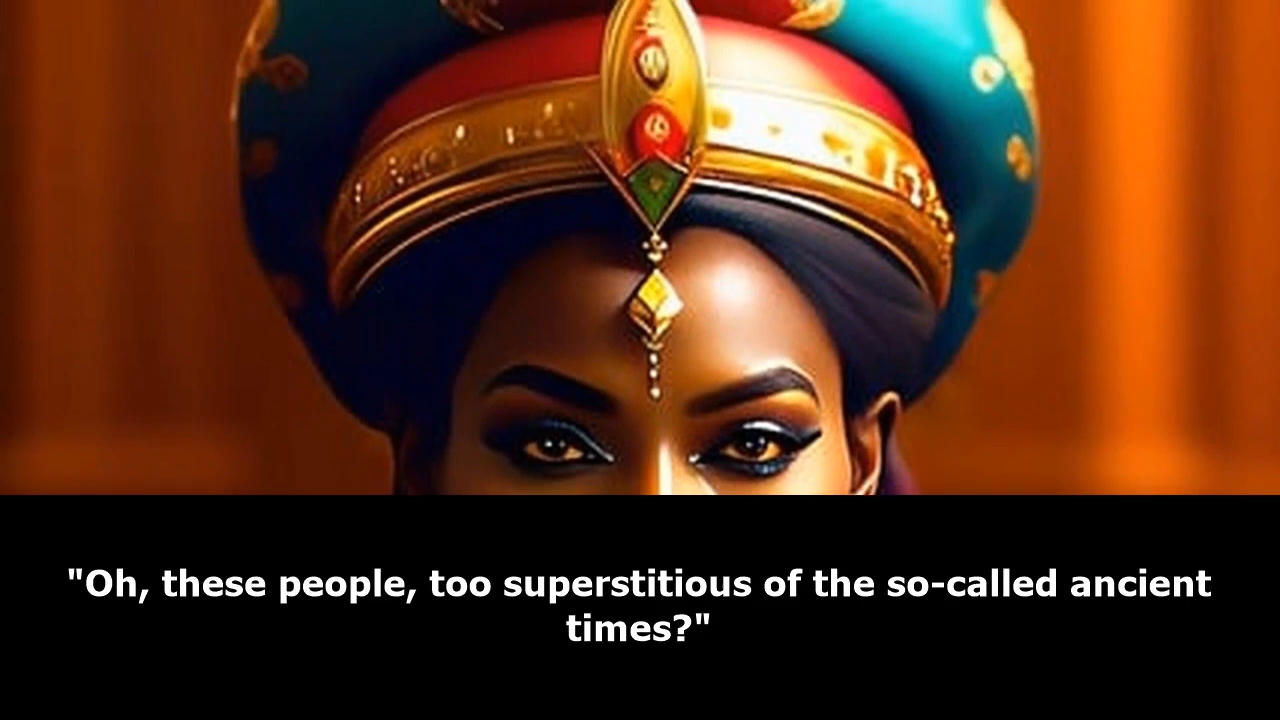 "Oh, these people, too superstitious of the so-called ancient
times?"